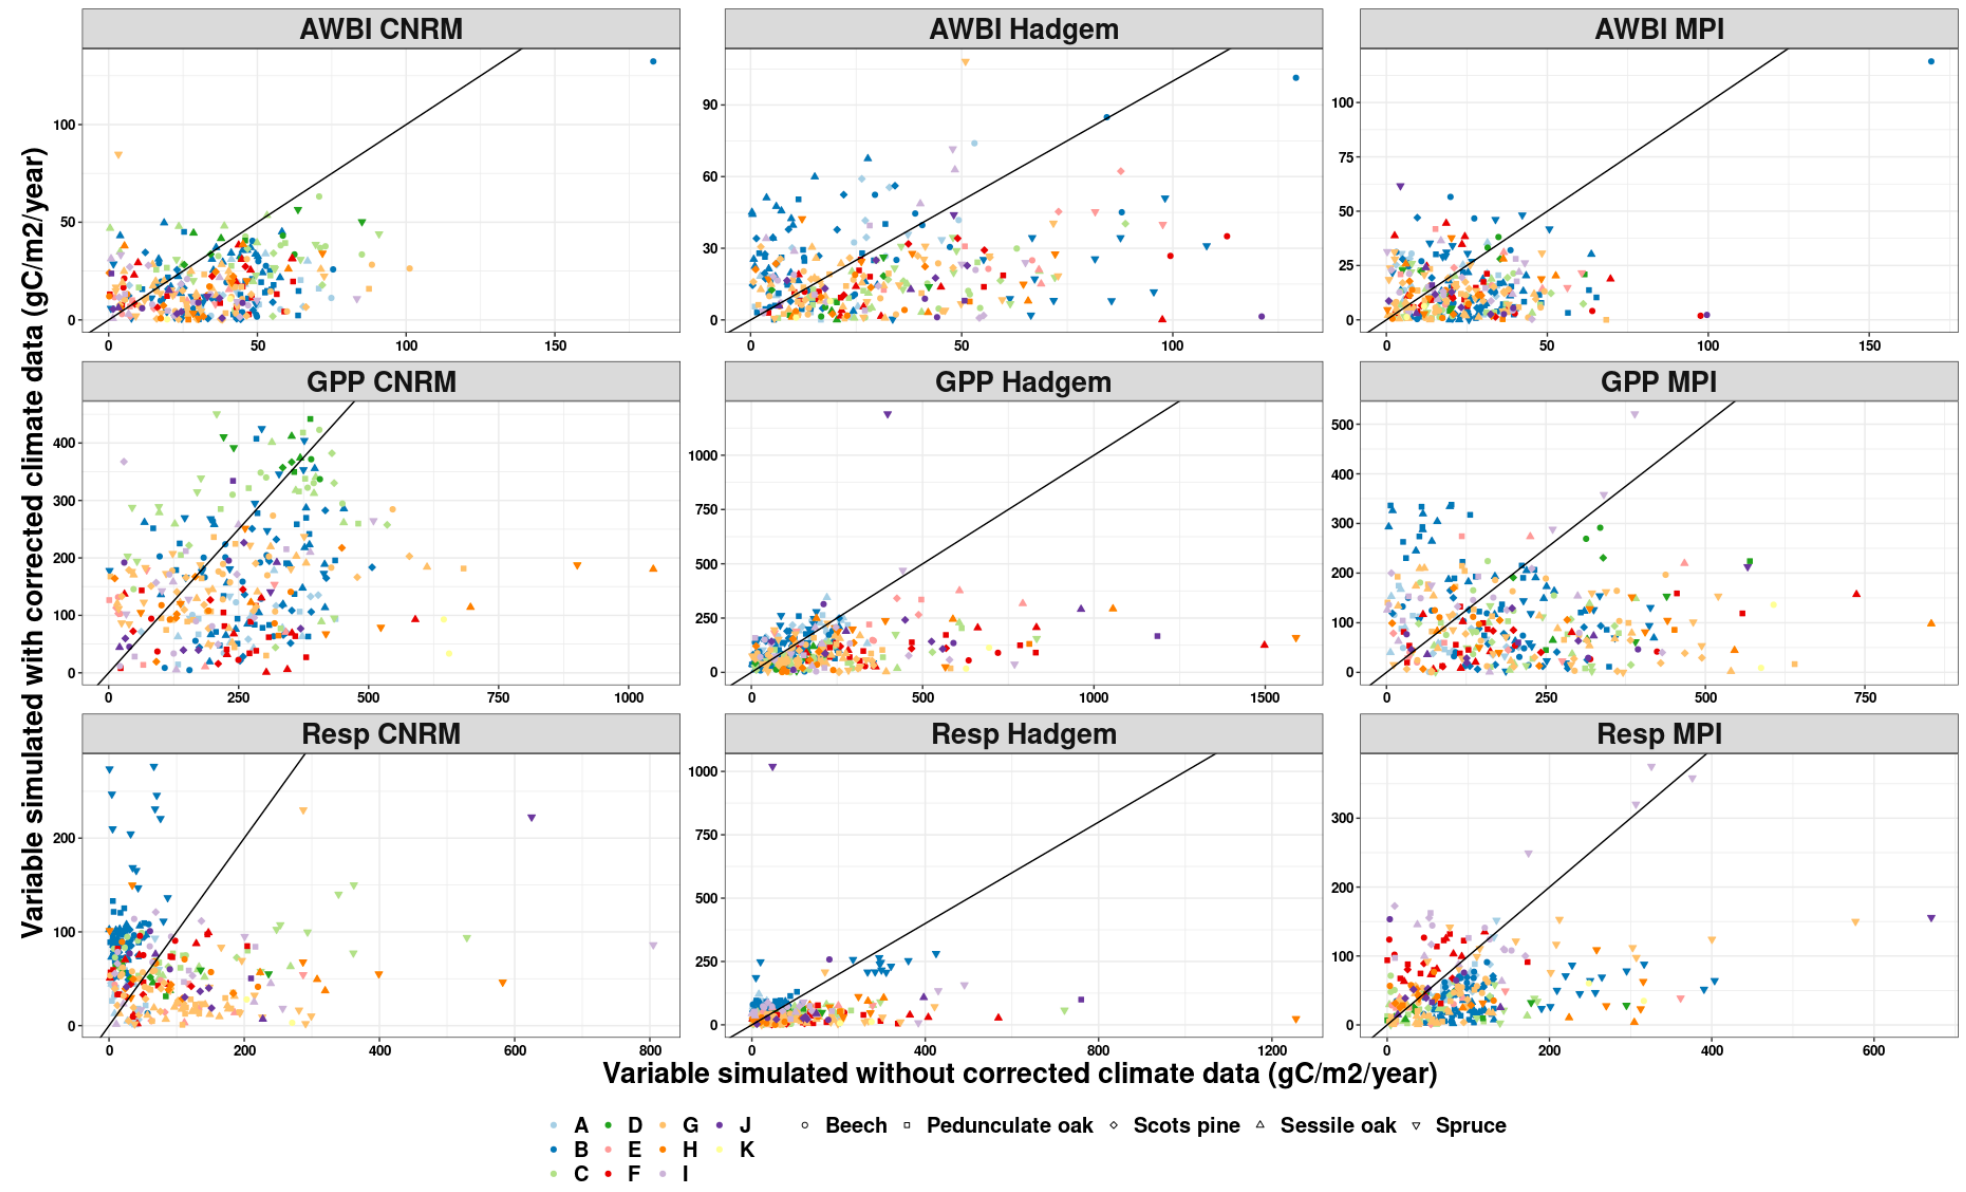 AWBI CNRM
AWBI Hadgem
AWBI MPI
100
50
0
0 50 100 150
90
60
30
0
0 50 100
100
75
50
25
0
0 50 100 150
GPP CNRM
GPP Hadgem
GPP MPI
400
300
200
100
0
0 250 500 750 1000
1000
750
500
250
0
0 500 1000 1500
500
400
300
200
100
0
0 250 500 750
Resp CNRM
Resp Hadgem
Resp MPI
200
100
0
0 200 400 600 800
1000
750
500
250
0
0 400 800 1200
300
200
100
0
0 200 400 600
Variable simulated with corrected climate data (gC/m2/year)
Variable simulated without corrected climate data (gC/m2/year)
A D G J Beech Pedunculate oak Scots pine Sessile oak Spruce
B E H K
C F I